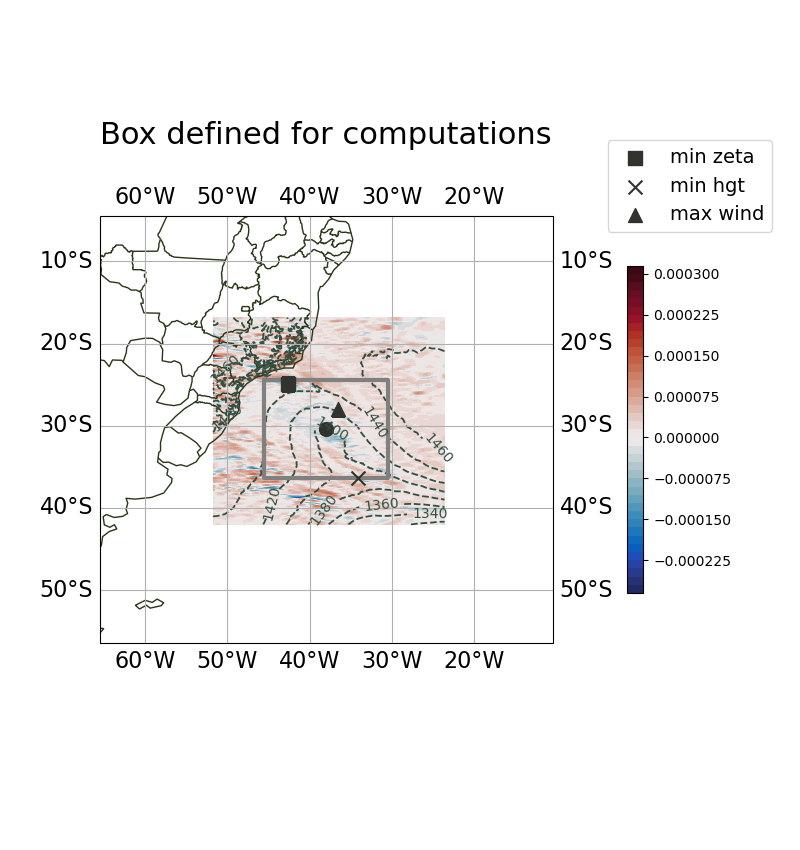 Box defined for computations
min zeta
min hgt
max wind
60°W 50°W 40°W 30°W 20°W
10°S 10°S
20°S 20°S
30°S 30°S
40°S 40°S
50°S 50°S
60°W 50°W 40°W 30°W 20°W
1440
1460
1420
1380
1360
1340
0.000300
0.000225
0.000150
0.000075
0.000000
−0.000075
−0.000150
−0.000225